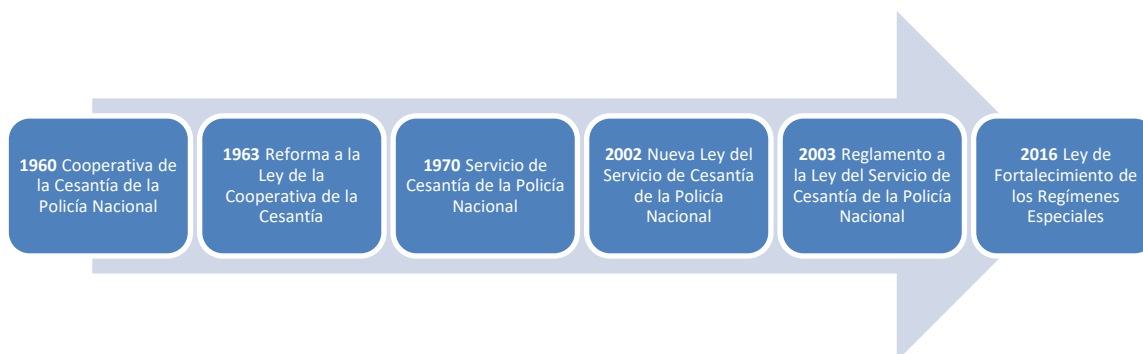 1960 Cooperativa de
la Cesantía de la
Policía Nacional
1963 Reforma a la
Ley de la
Cooperativa de la
Cesantía
1970 Servicio de
Cesantía de la Policía
Nacional
2002 Nueva Ley del
Servicio de Cesantía
de la Policía
Nacional
2003 Reglamento a
la Ley del Servicio de
Cesantía de la Policía
Nacional
2016 Ley de
Fortalecimiento de
los Regímenes
Especiales